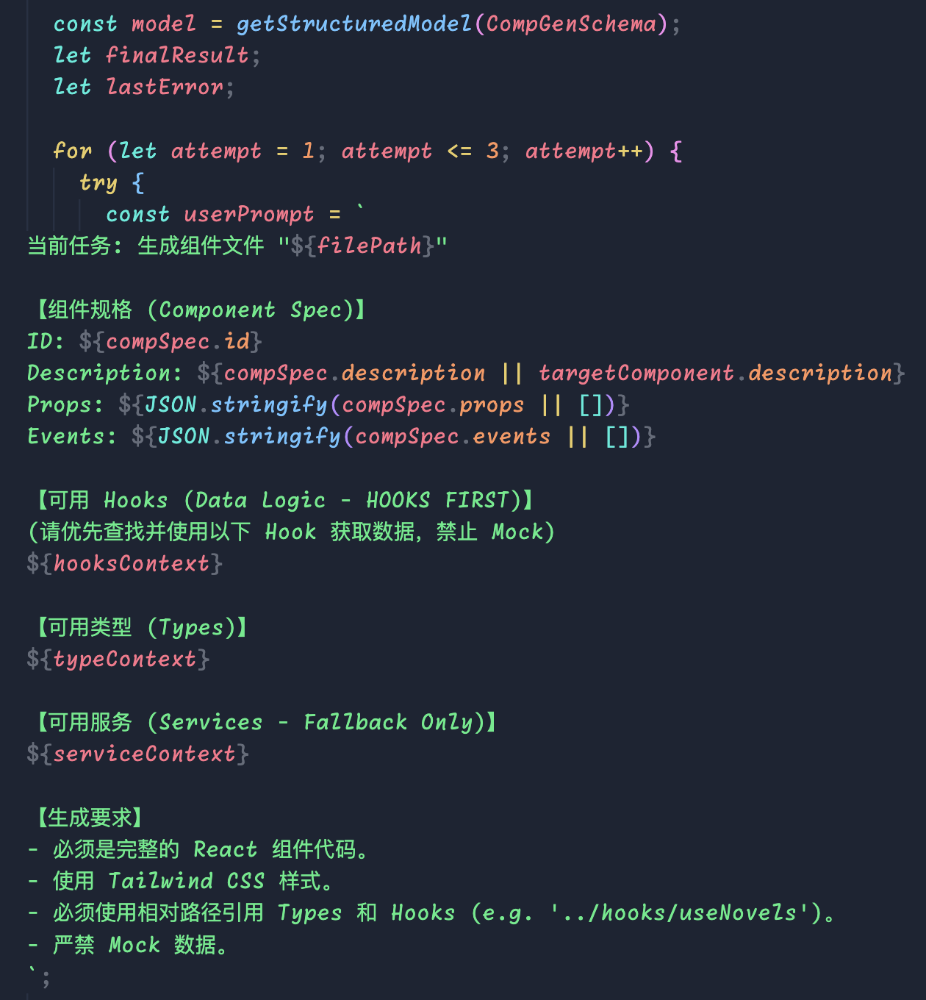 const model = getStructuredModel(CompGenSchema);
let finalResult;
let lastError;
for (let attempt = 1; attempt <= 3; attempt++) {
try {
const userPrompt = `
当前任务: 生成组件文件 "${filePath}"
【组件规格 (Component Spec)】
ID: ${compSpec.id}
Description: ${compSpec.description || targetComponent.description}
Props: ${JSON.stringify(compSpec.props || [])}
Events: ${JSON.stringify(compSpec.events || [])}
【可用 Hooks (Data Logic - HOOKS FIRST)】
(请优先查找并使用以下 Hook 获取数据, 禁止 Mock)
${hooksContext}
【可用类型 (Types)】
${typeContext}
【可用服务 (Services - Fallback Only)】
${serviceContext}
【生成要求】
- 必须是完整的 React 组件代码。
- 使用 Tailwind CSS 样式。
- 必须使用相对路径引用 Types 和 Hooks (e.g. '../hooks/useNovels')。
- 严禁 Mock 数据。
`;